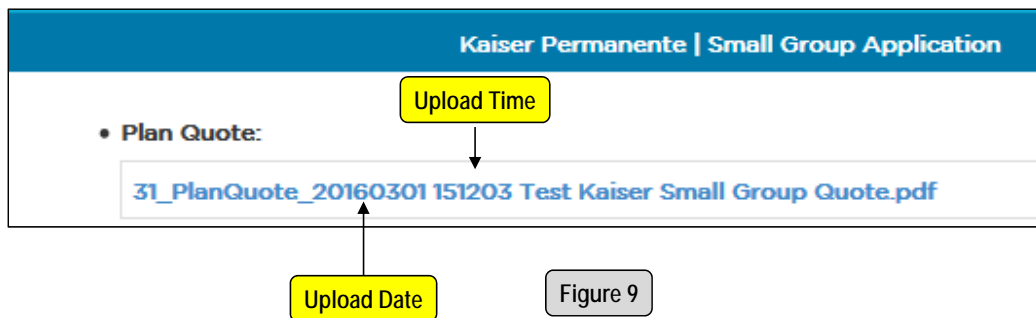 Kaiser Permanente | Small Group Application
Upload Time
• Plan Quote:
31_PlanQuote_20160301 151203 Test Kaiser Small Group Quote.pdf
Upload Date
Figure 9